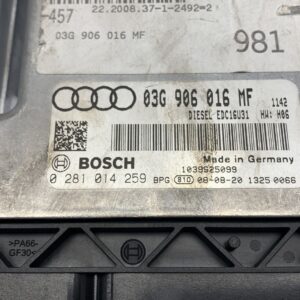 457
22.2008.37-1-2492-2
03G 906 016 MF
981
03G 906 016 MF 1142
DIESEL EDC16U31 HW: H06
BOSCH
Made in Germany
1039S25099
0 281 014 259 BPG 810 08-08-20 1325 0066
>PA66-
GF30<